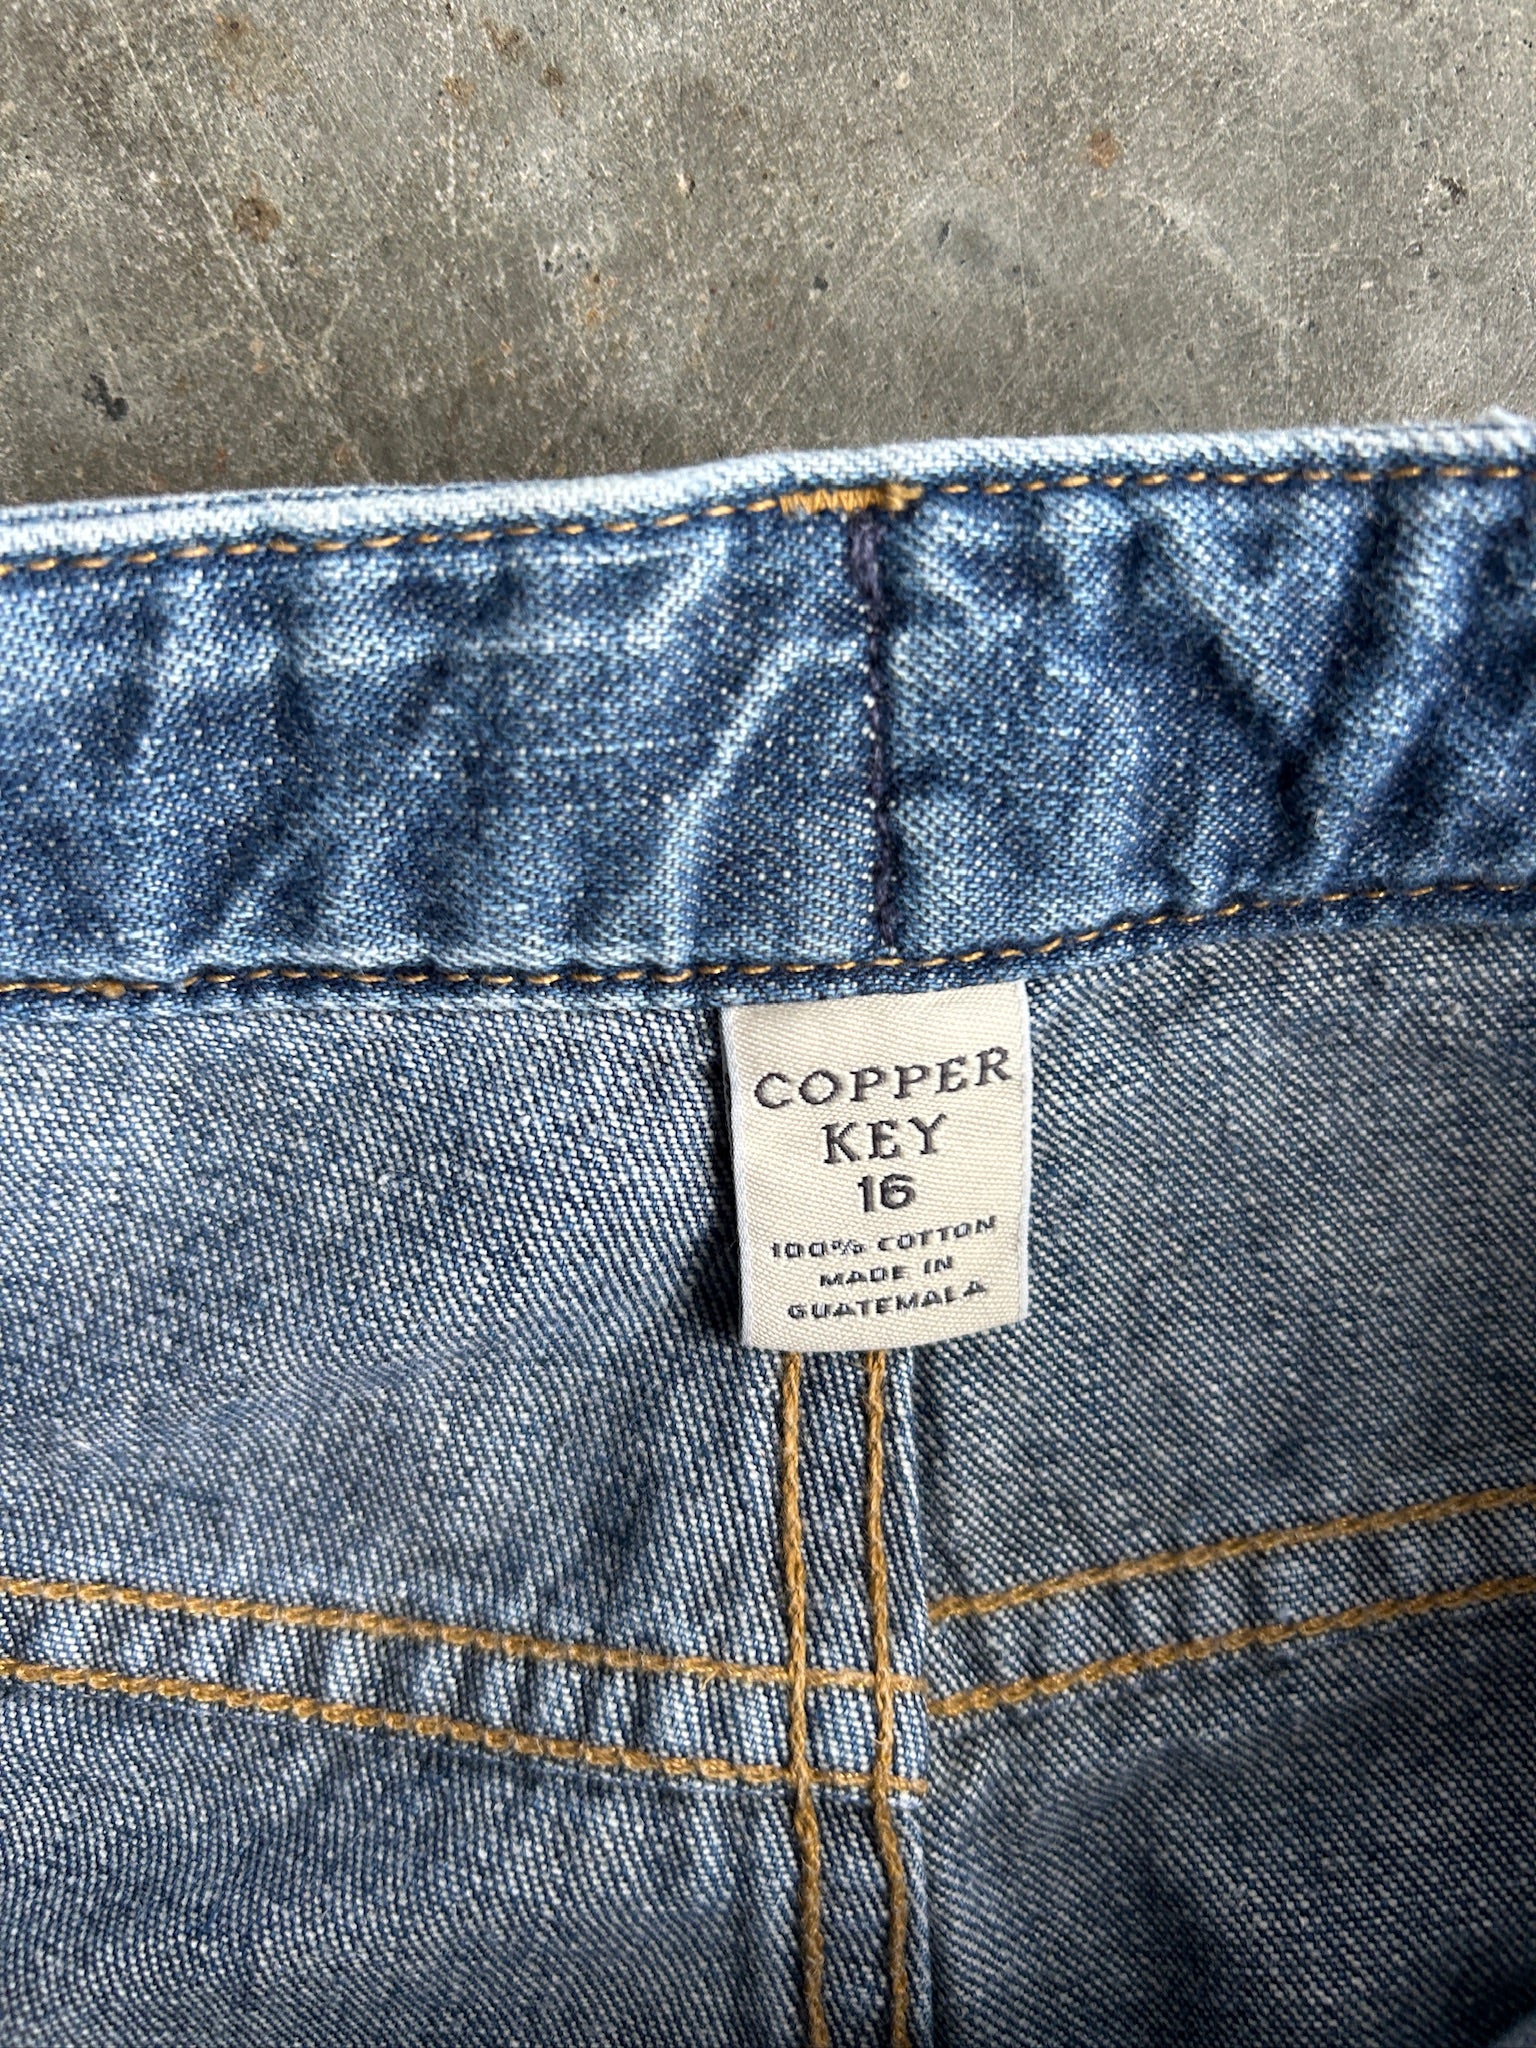 COPPER
KEY
16
100% COTTON
MADE IN
GUATEMALA